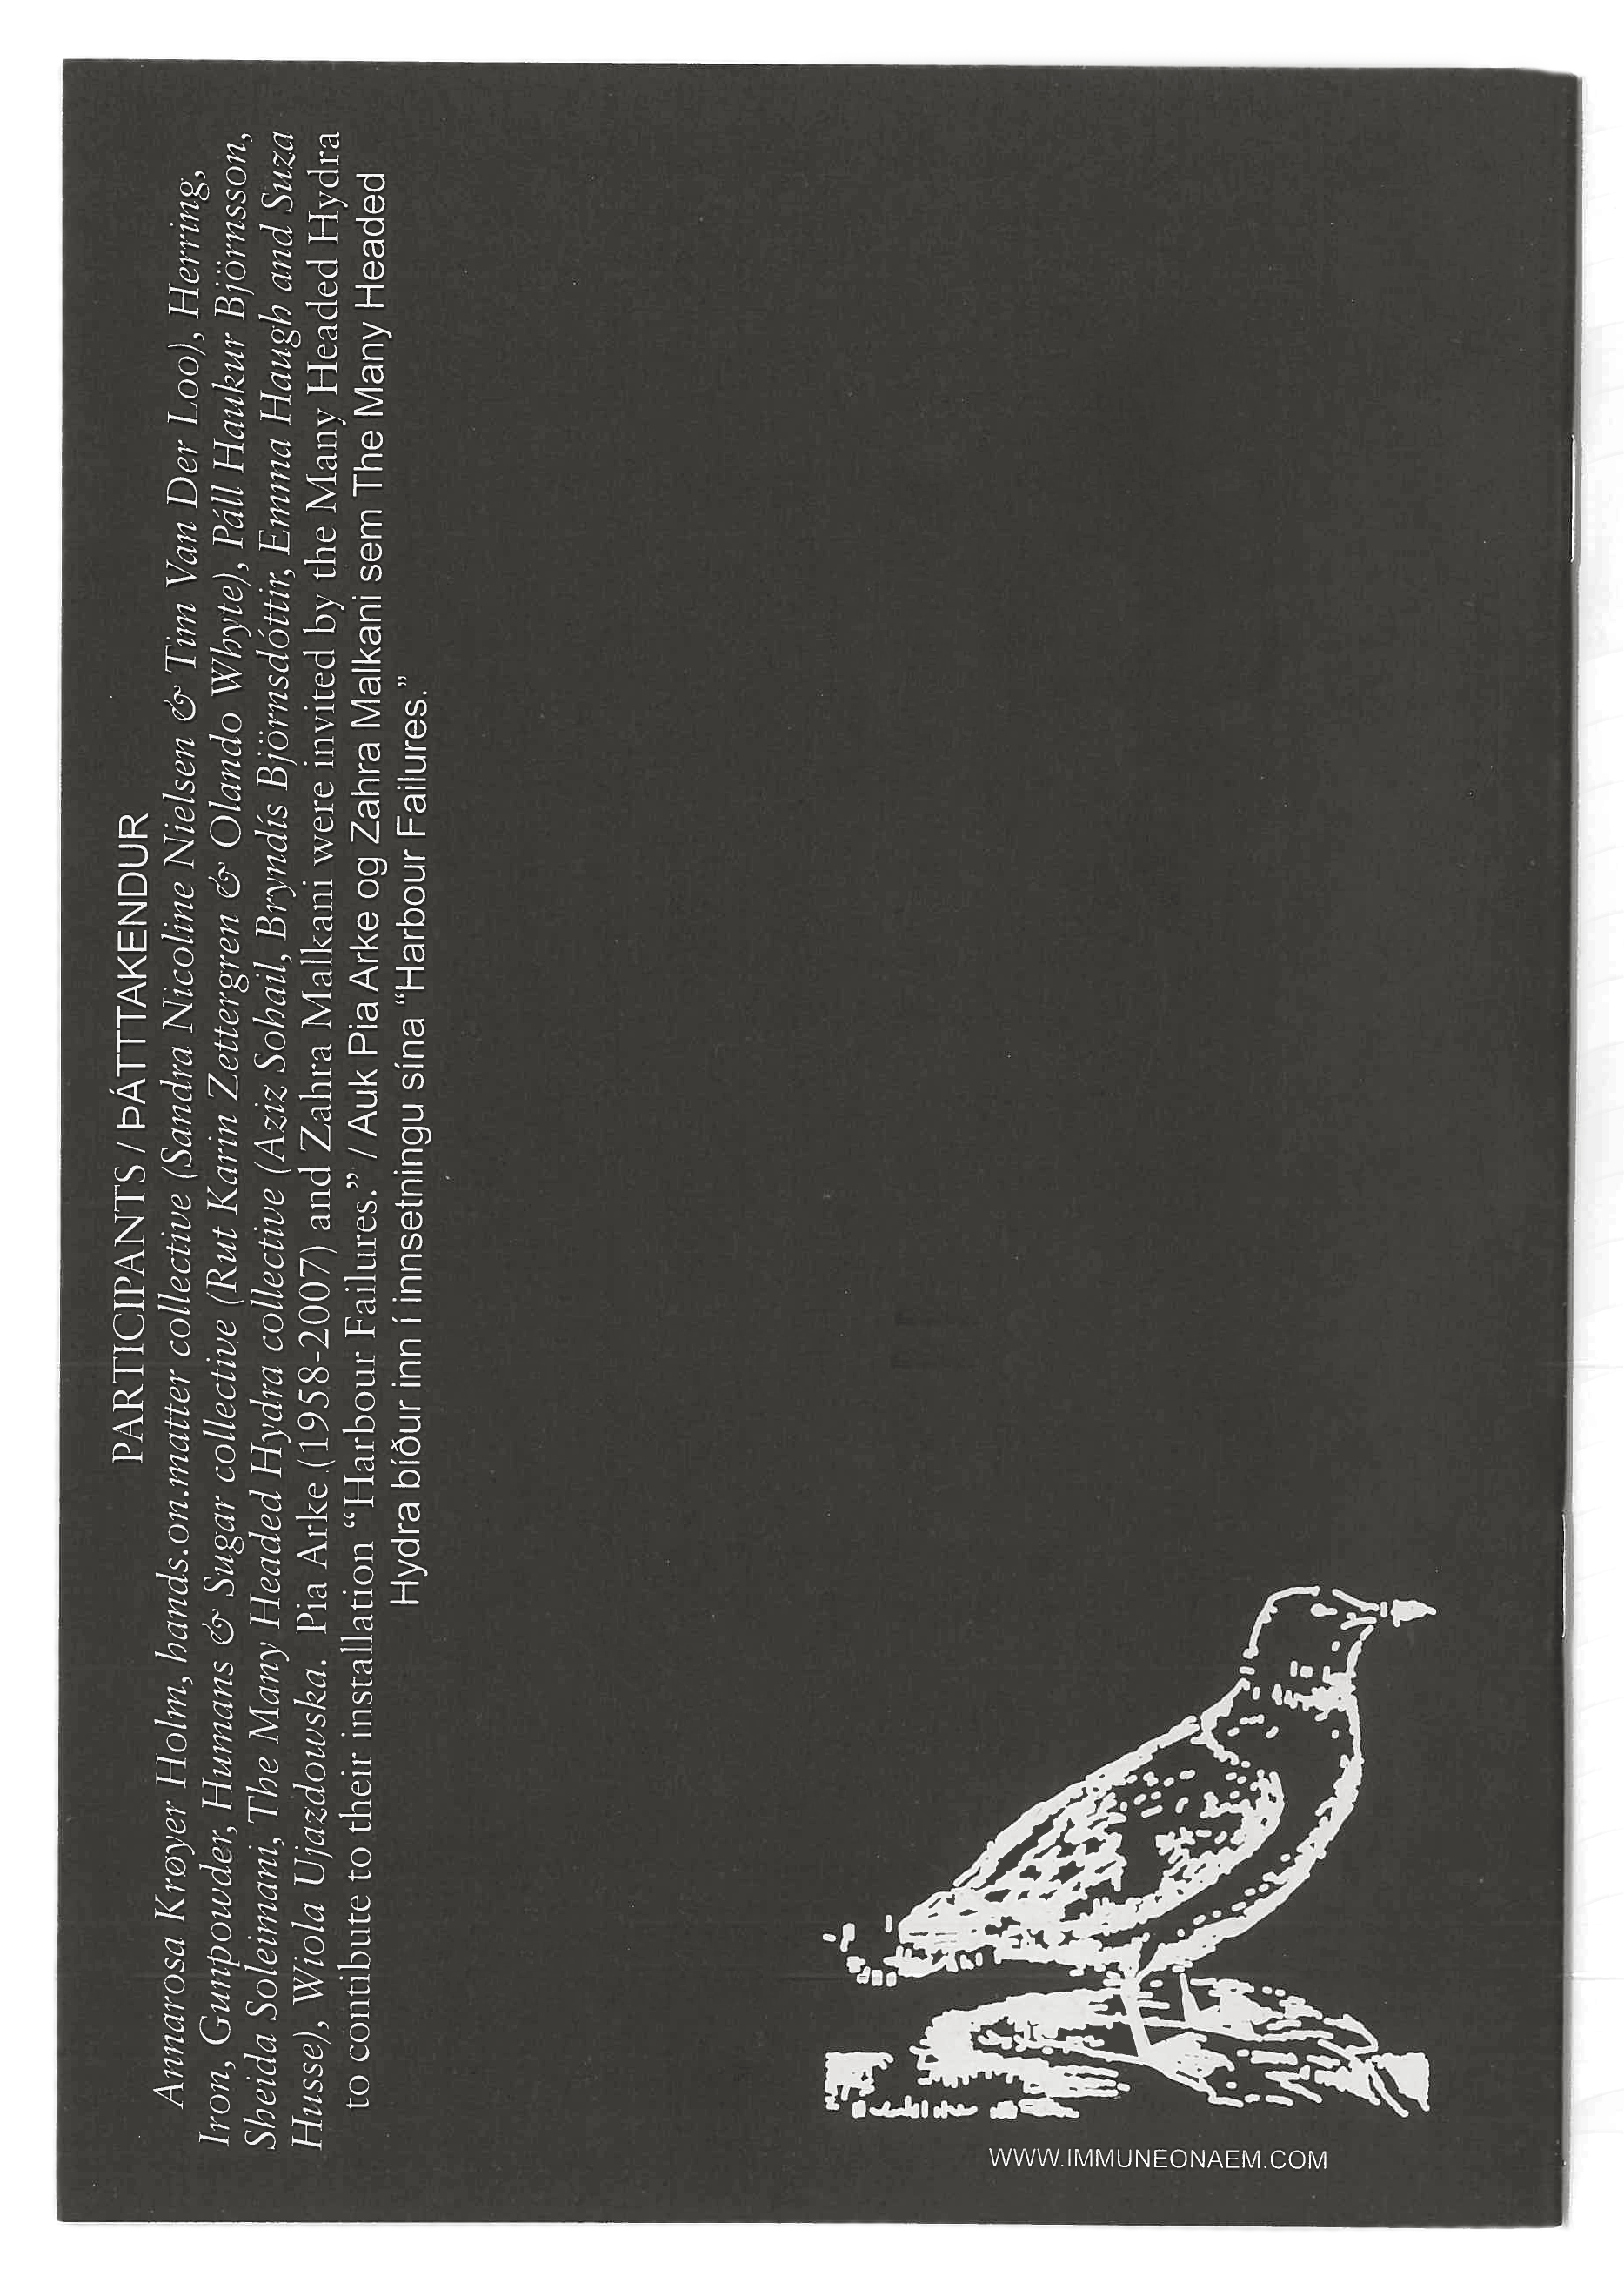 PARTICIPANTS / ÞÁTTTAKENDUR
Annarosa Krøyer Holm, hands.on.matter collective (Sandra Nicoline Nielsen & Tim Van Der Loo), Herring,
Iron, Gunpowder, Humans & Sugar collective (Rut Karin Zettergren & Olando Whyte), Páll Haukur Björnsson,
Sheida Soleimani, The Many Headed Hydra collective (Aziz Sohail, Bryndís Björnsdóttir, Emma Haugh and Suza
Husse), Wiola Ujazdowska. Pia Arke (1958-2007) and Zahra Malkani were invited by the Many Headed Hydra
to contibute to their installation “Harbour Failures.” / Auk Pia Arke og Zahra Malkani sem The Many Headed
Hydra bíður inn í innsetningu sína “Harbour Failures.”
WWW.IMMUNEONAEM.COM